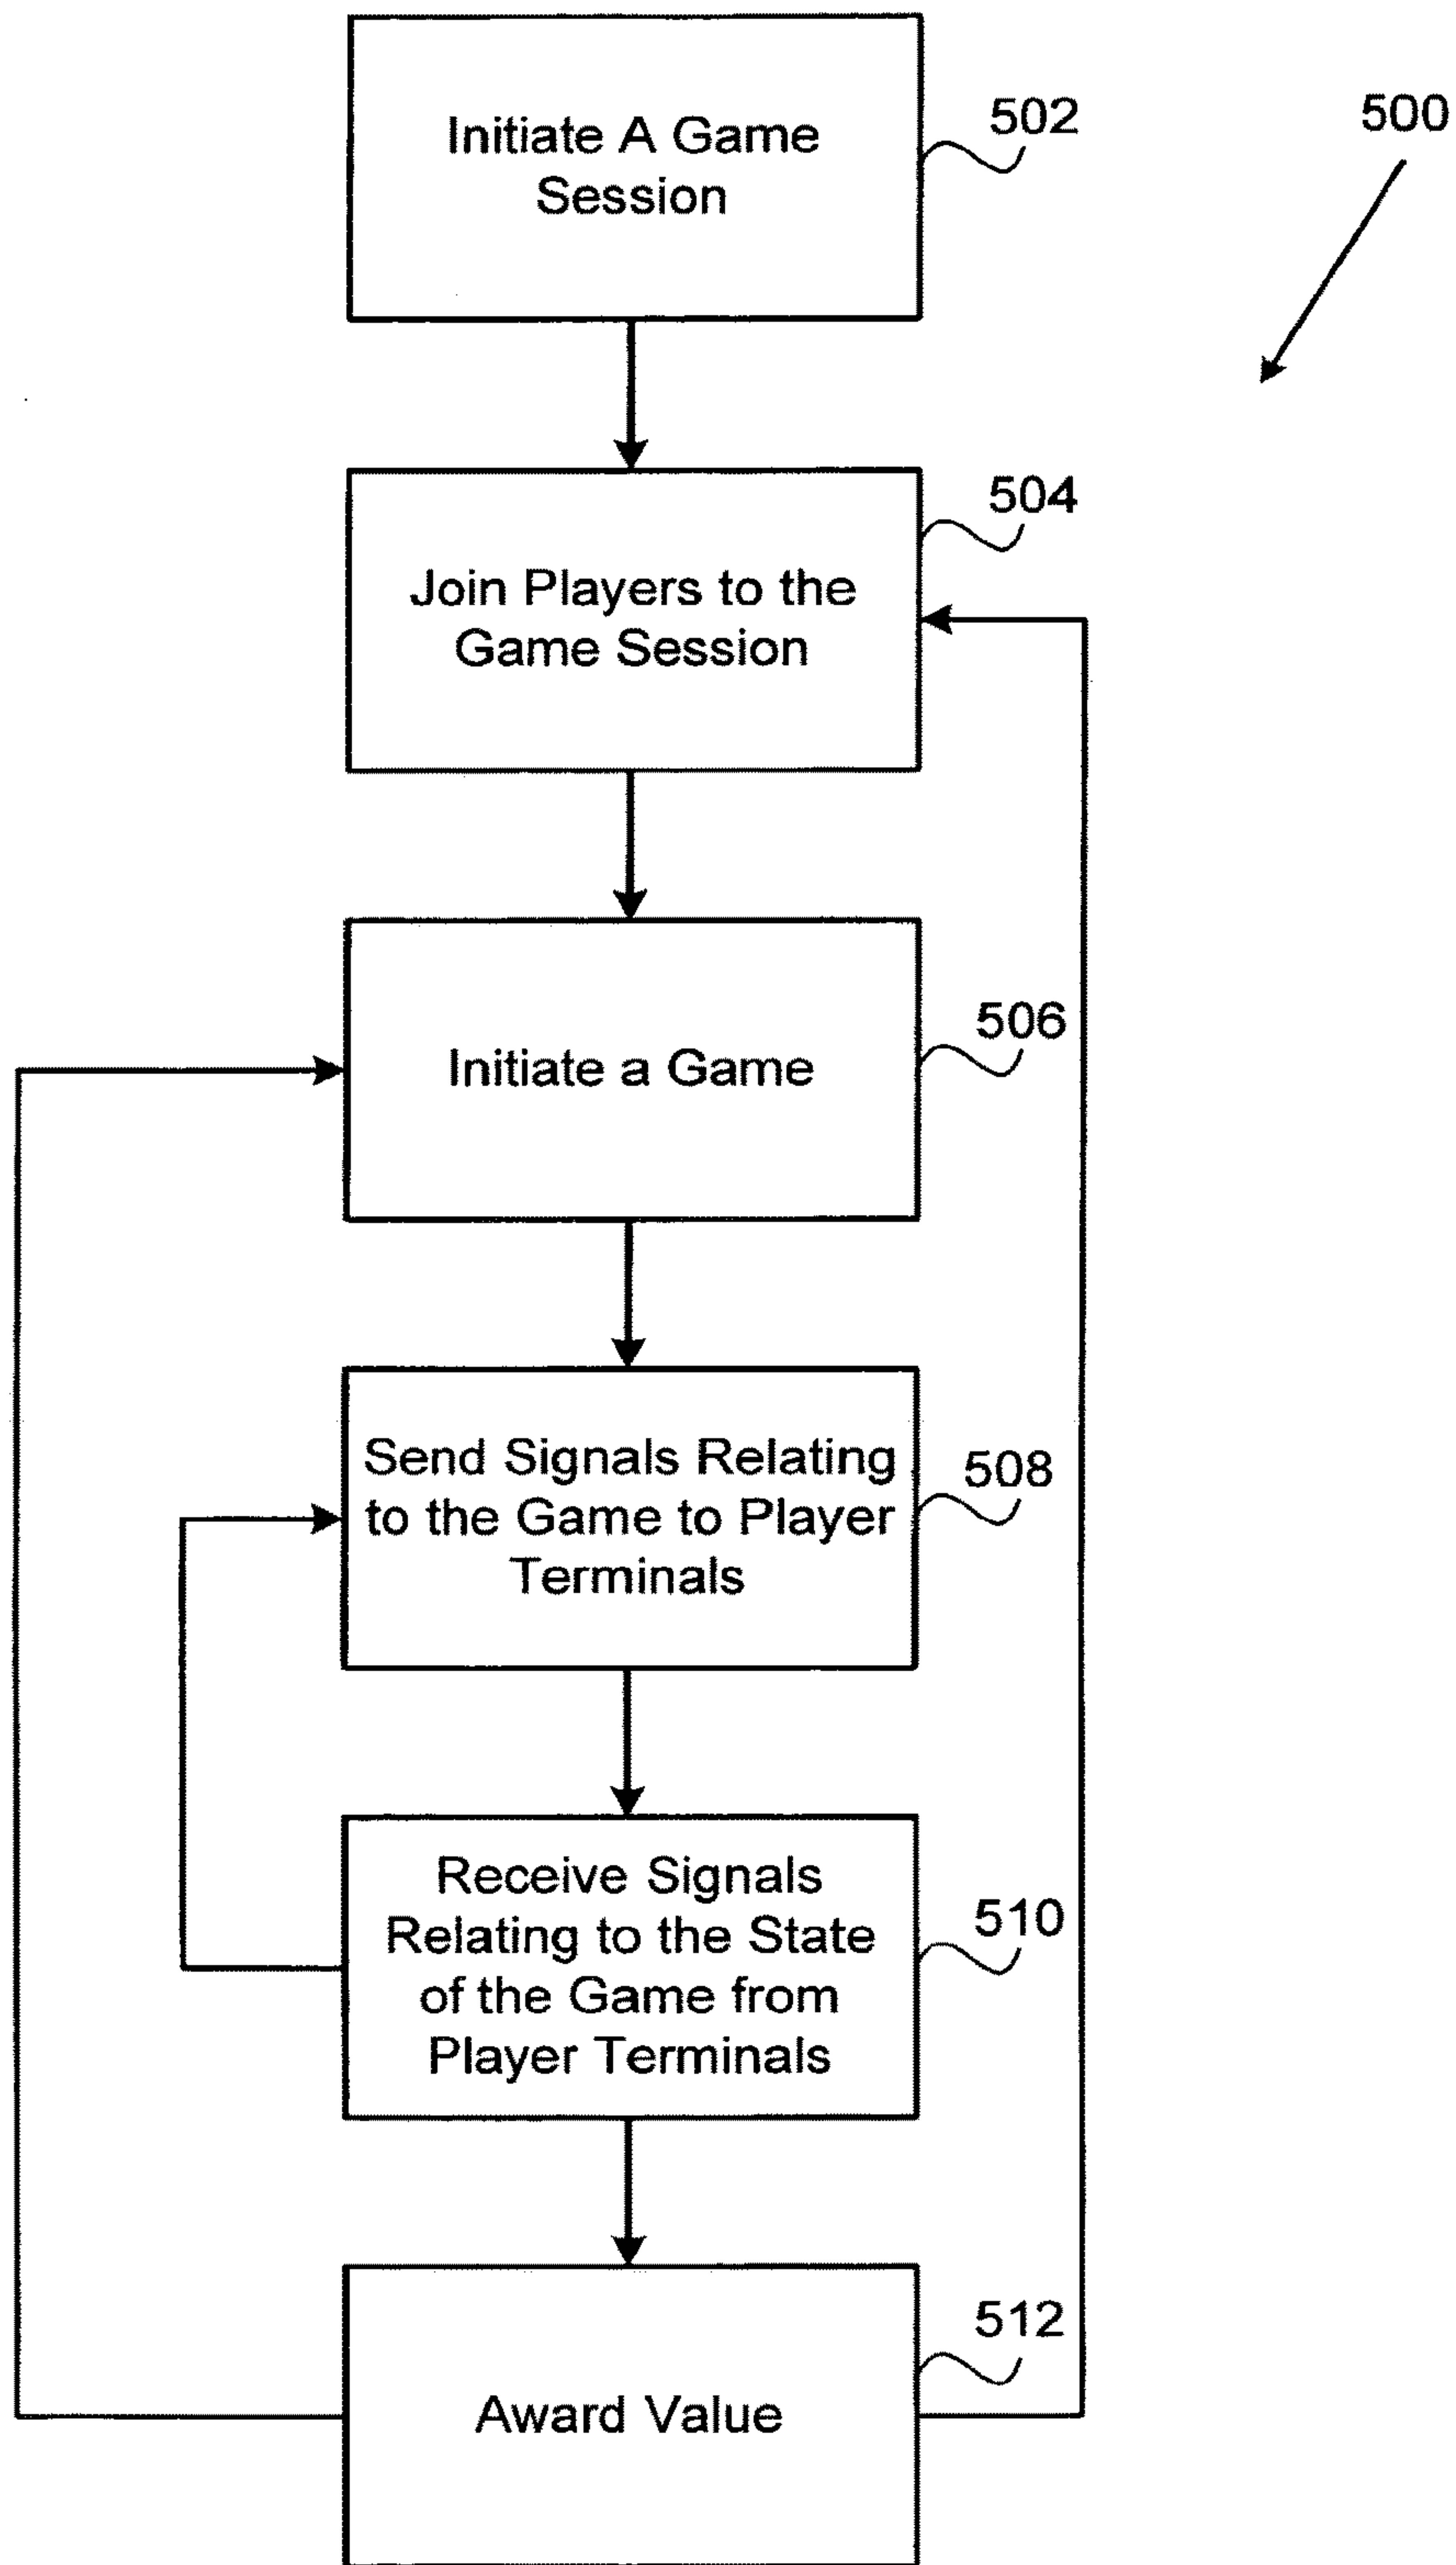 Initiate A Game
Session
502
500
Join Players to the
Game Session
504
Initiate a Game
506
Send Signals Relating
to the Game to Player
Terminals
508
Receive Signals
Relating to the State
of the Game from
Player Terminals
510
Award Value
512